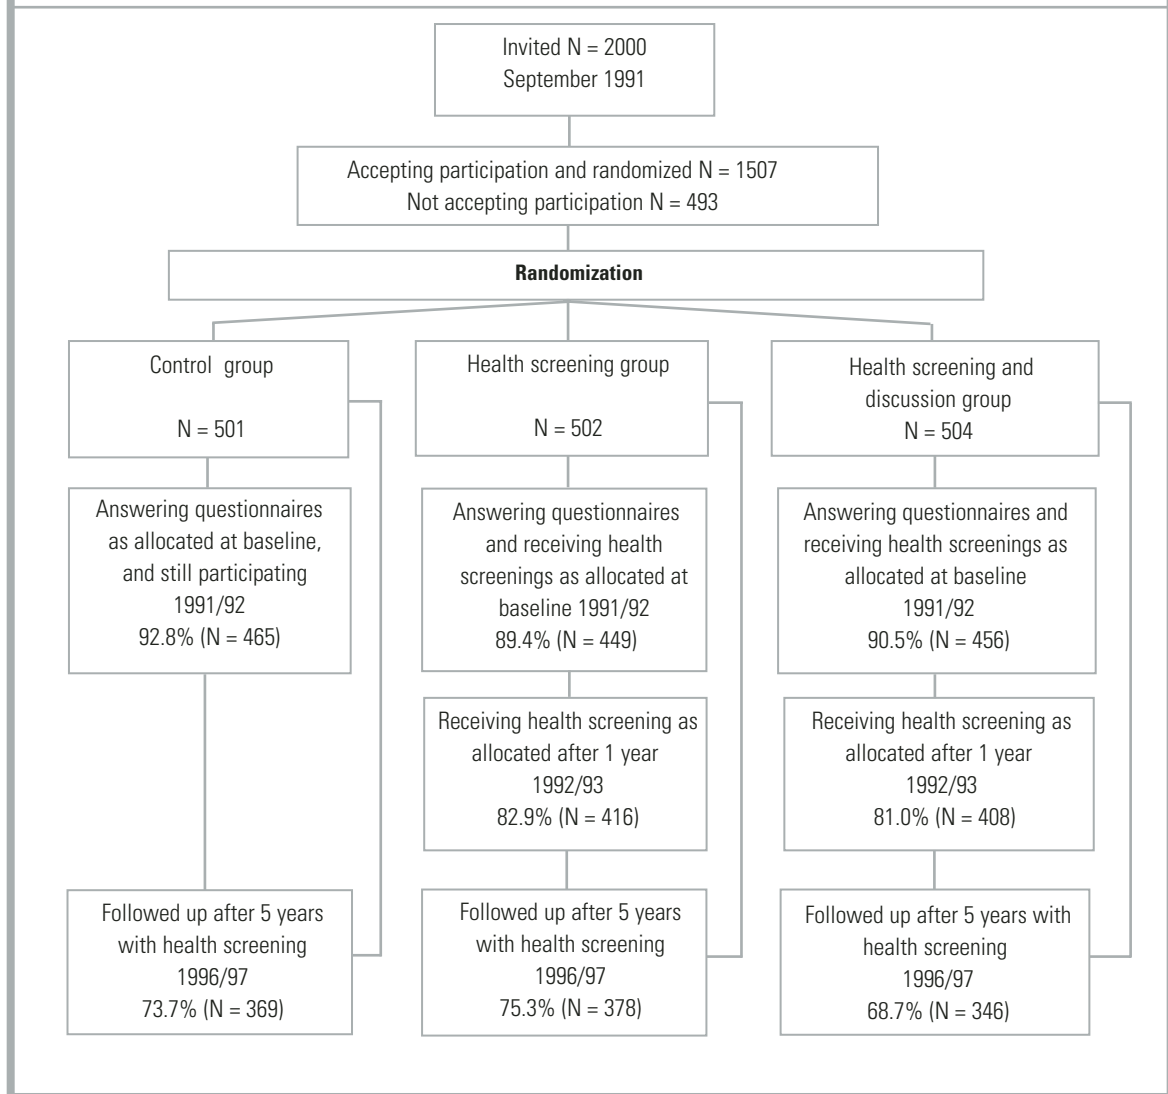 Invited N = 2000
September 1991
Accepting participation and randomized N = 1507
Not accepting participation N = 493
Randomization
Control group
N = 501
Health screening group
N = 502
Health screening and
discussion group
N = 504
Answering questionnaires
as allocated at baseline,
and still participating
1991/92
92.8% (N = 465)
Answering questionnaires
and receiving health
screenings as allocated at
baseline 1991/92
89.4% (N = 449)
Answering questionnaires and
receiving health screenings as
allocated at baseline
1991/92
90.5% (N = 456)
Receiving health screening as
allocated after 1 year
1992/93
82.9% (N = 416)
Receiving health screening as
allocated after 1 year
1992/93
81.0% (N = 408)
Followed up after 5 years
with health screening
1996/97
73.7% (N = 369)
Followed up after 5 years
with health screening
1996/97
75.3% (N = 378)
Followed up after 5 years with
health screening
1996/97
68.7% (N = 346)